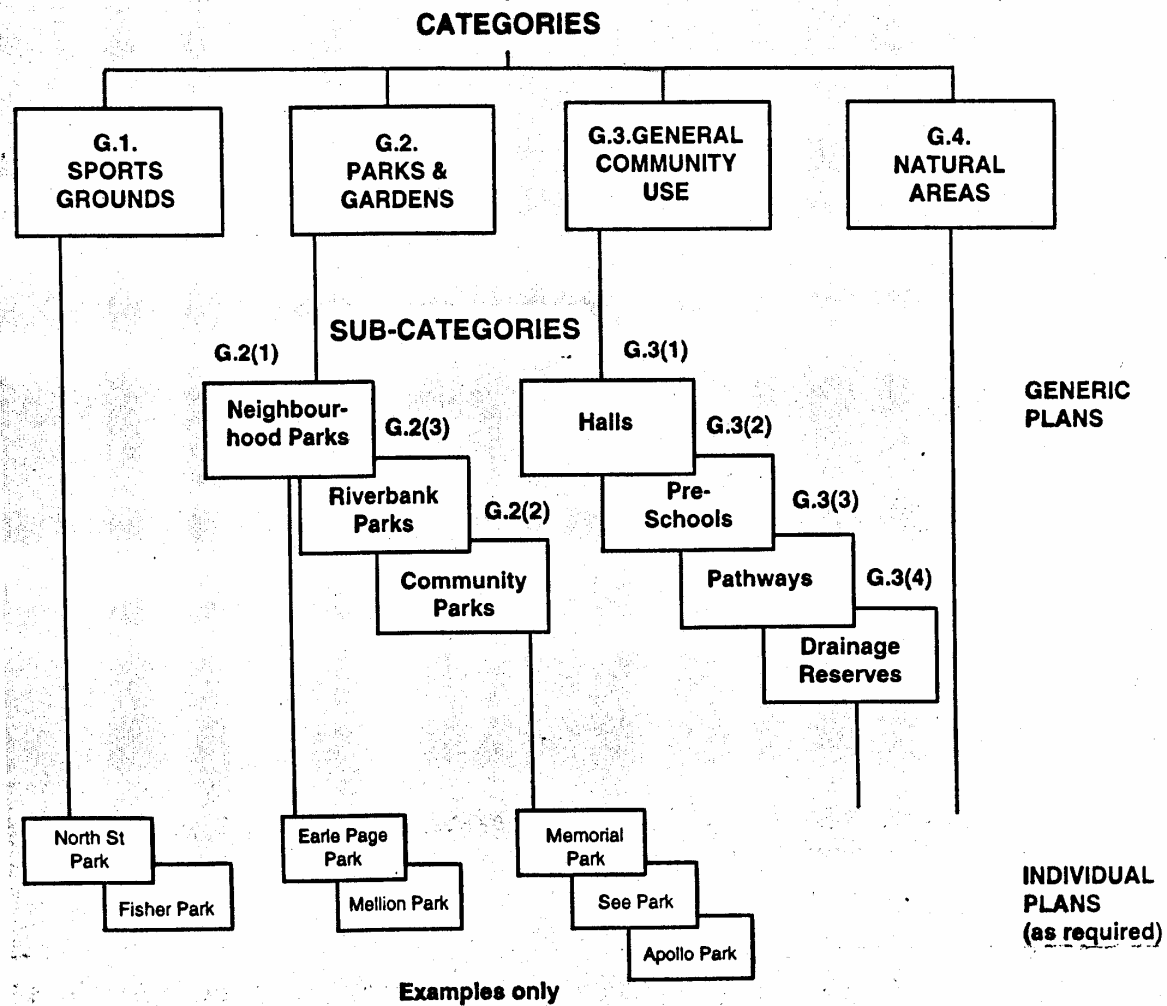 CATEGORIES
G.1.
SPORTS
GROUNDS
G.2.
PARKS &
GARDENS
G.3.GENERAL
COMMUNITY
USE
G.4.
NATURAL
AREAS
SUB-CATEGORIES
G.2(1)
Neighbour-
hood Parks
G.2(3)
Riverbank
Parks
G.2(2)
Community
Parks
G.3(1)
Halls
G.3(2)
Pre-
Schools
G.3(3)
Pathways
G.3(4)
Drainage
Reserves
GENERIC
PLANS
North St
Park
Fisher Park
Earle Page
Park
Mellion Park
Memorial
Park
See Park
Apollo Park
INDIVIDUAL
PLANS
(as required)
Examples only